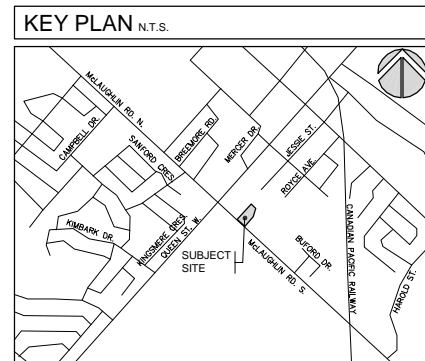 KEY PLAN N.T.S.
McLAUGHLIN RD. N.
CAMPBELL DR.
SANFORD CRES.
BREEMORE RD.
MERCER DR.
JESSIE ST.
ROYCE AVE.
KIMBARK DR.
KINGSMERE CRES.
QUEEN ST. W.
SUBJECT
SITE
McLAUGHLIN RD. S.
BUFORD DR.
CANADIAN PACIFIC RAILWAY
HAROLD ST.